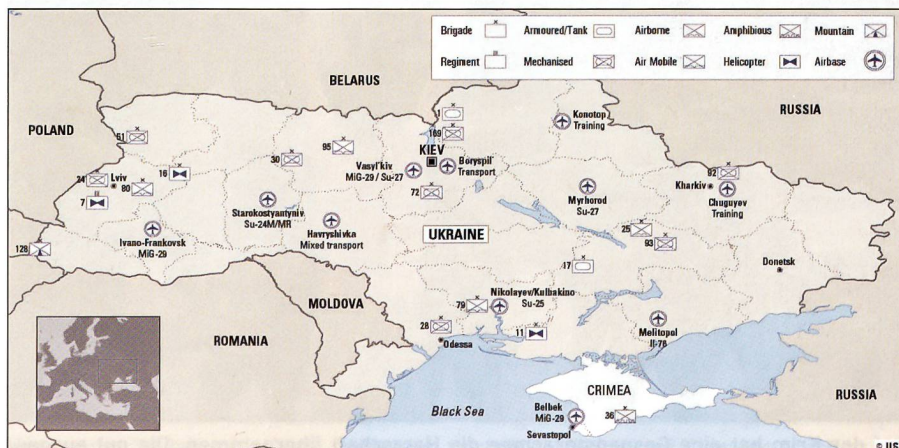 Brigade
Armoured/Tank
Airborne
Amphibious
Mountain
Regiment
Mechanised
Air Mobile
Helicopter
Airbase
BELARUS
RUSSIA
POLAND
1
Konotop
Training
169
51
95
KIEV
30
Vasyl'kiv
MiG-29 / Su-27
Boryspil'
Transport
92
24
Lviv
16
80
Kharkiv
7
72
Chuguyev
Training
Starokostyantyniv
Su-24M/MR
Myrhorod
Su-27
Havryshivka
Mixed transport
Ivano-Frankovsk
MiG-29
UKRAINE
25
93
128
17
Donetsk
MOLDOVA
79
Nikolayev/Kulbakino
Su-25
28
11
Melitopol
Il-76
Odessa
ROMANIA
CRIMEA
RUSSIA
Black Sea
Belbek
MiG-29
36
Sevastopol